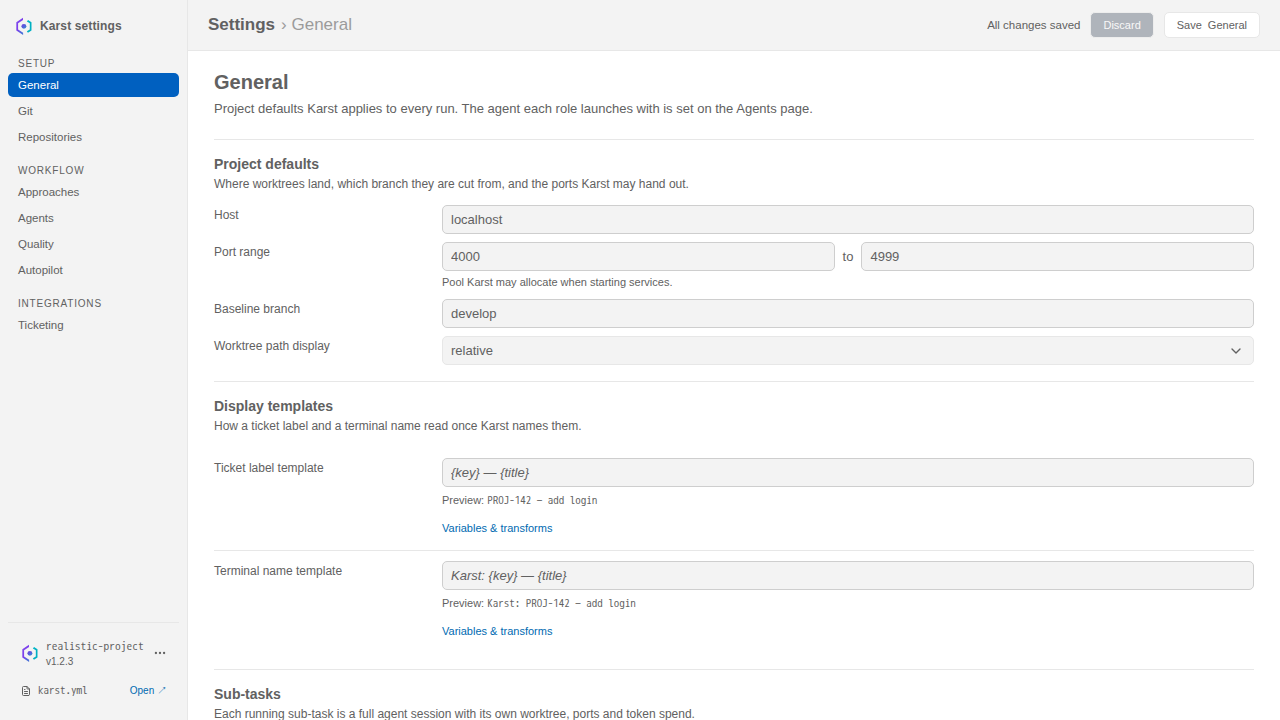 Karst settings
SETUP
General
Git
Repositories
WORKFLOW
Approaches
Agents
Quality
Autopilot
INTEGRATIONS
Ticketing
realistic-project
v1.2.3
karst.yml
Open ↗
Settings › General
All changes saved
Discard
Save General
General
Project defaults Karst applies to every run. The agent each role launches with is set on the Agents page.
Project defaults
Where worktrees land, which branch they are cut from, and the ports Karst may hand out.
Host
localhost
Port range
4000 to 4999
Pool Karst may allocate when starting services.
Baseline branch
develop
Worktree path display
relative
Display templates
How a ticket label and a terminal name read once Karst names them.
Ticket label template
{key} — {title}
Preview: PROJ-142 — add login
Variables & transforms
Terminal name template
Karst: {key} — {title}
Preview: Karst: PROJ-142 — add login
Variables & transforms
Sub-tasks
Each running sub-task is a full agent session with its own worktree, ports and token spend.